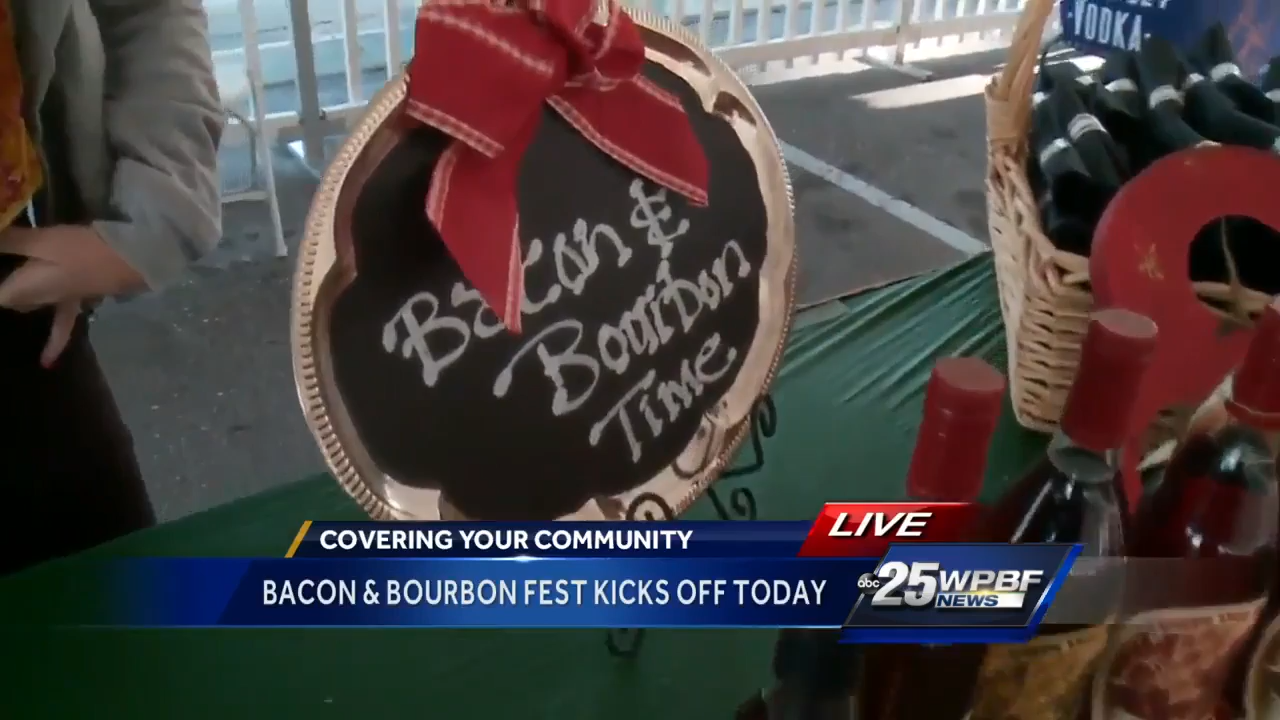 VODKA
Bacon &
Bourbon
Time
LIVE
COVERING YOUR COMMUNITY
BACON & BOURBON FEST KICKS OFF TODAY
abc 25 WPBF
NEWS